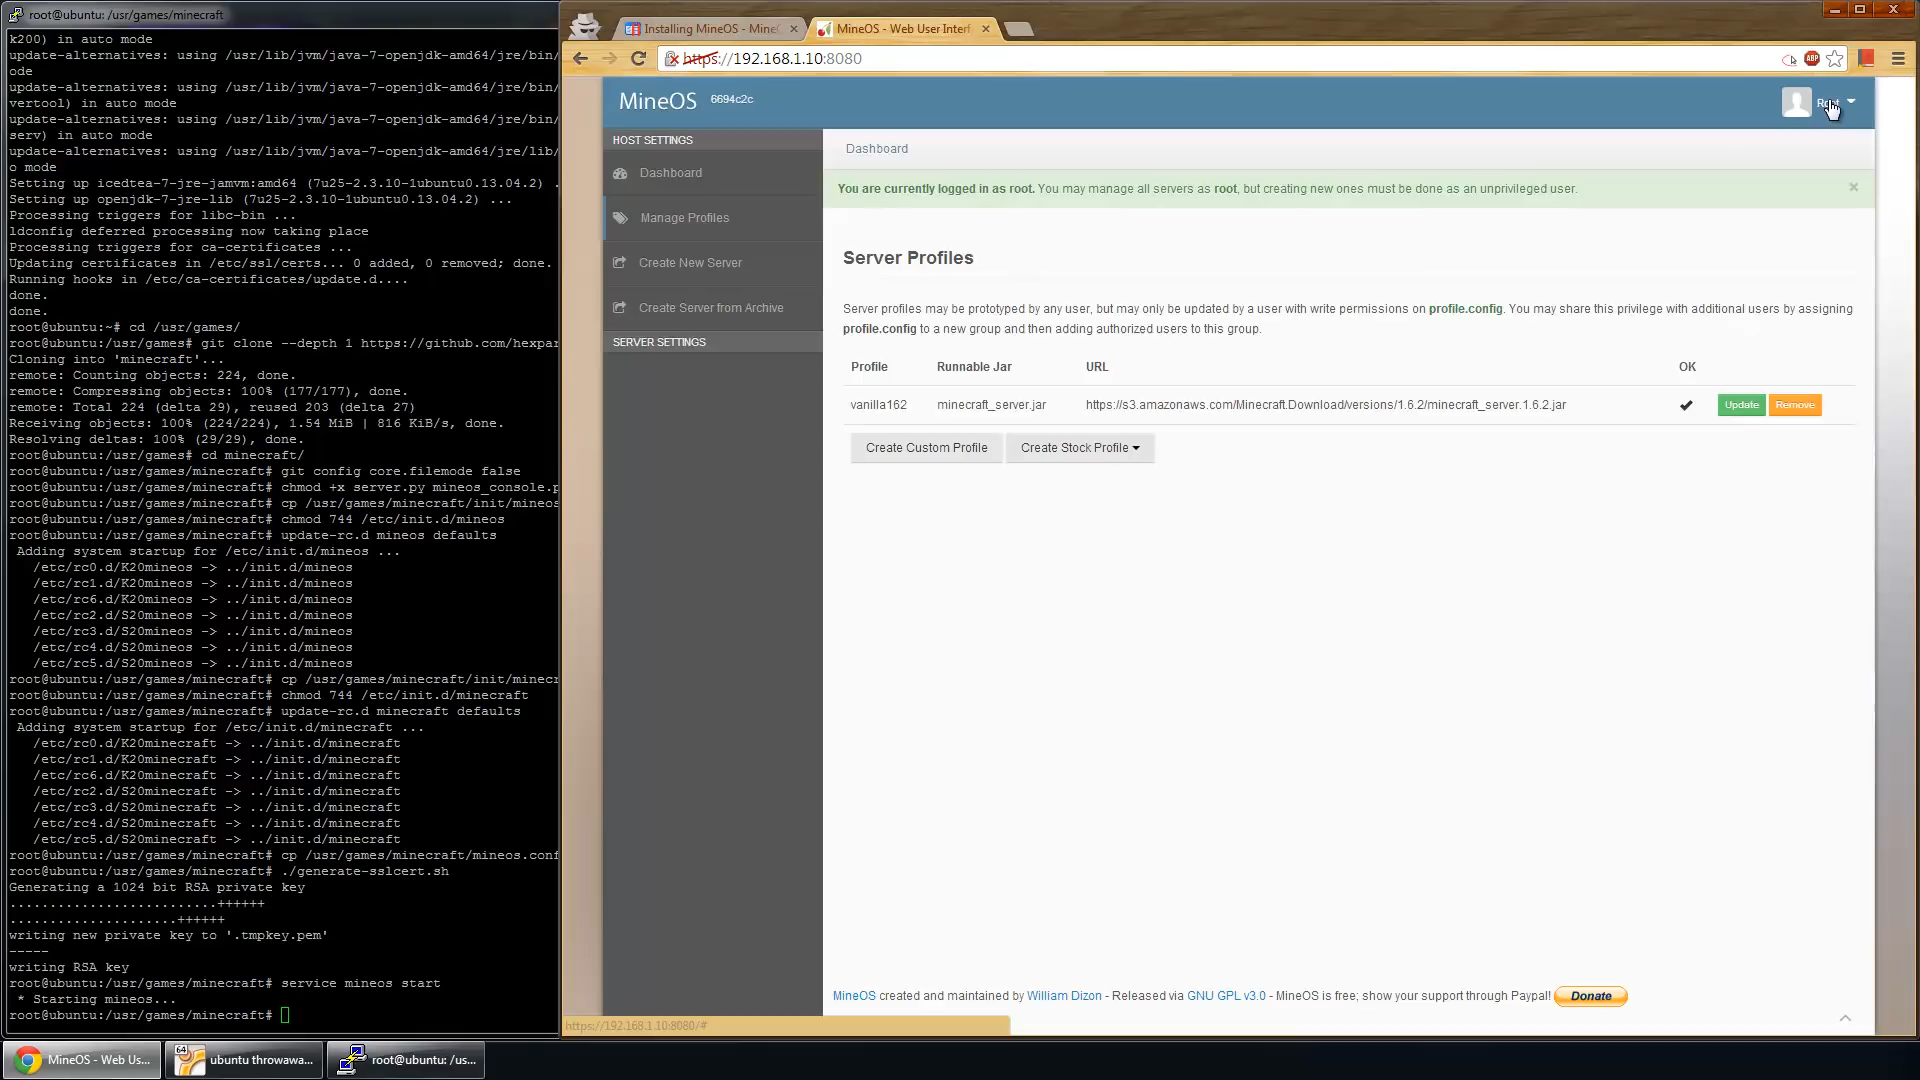 root@ubuntu: /usr/games/minecraft
k200) in auto mode
update-alternatives: using /usr/lib/jvm/java-7-openjdk-amd64/jre/bin/
ode
update-alternatives: using /usr/lib/jvm/java-7-openjdk-amd64/jre/bin/
vertool) in auto mode
update-alternatives: using /usr/lib/jvm/java-7-openjdk-amd64/jre/bin/
serv) in auto mode
update-alternatives: using /usr/lib/jvm/java-7-openjdk-amd64/jre/lib/
o mode
Setting up icedtea-7-jre-jamvm:amd64 (7u25-2.3.10-1ubuntu0.13.04.2) .
Setting up openjdk-7-jre-lib (7u25-2.3.10-1ubuntu0.13.04.2) ...
Processing triggers for libc-bin ...
ldconfig deferred processing now taking place
Processing triggers for ca-certificates ...
Updating certificates in /etc/ssl/certs... 0 added, 0 removed; done.
Running hooks in /etc/ca-certificates/update.d....
done.
done.
root@ubuntu:~# cd /usr/games/
root@ubuntu:/usr/games# git clone --depth 1 https://github.com/hexpar
Cloning into 'minecraft'...
remote: Counting objects: 224, done.
remote: Compressing objects: 100% (177/177), done.
remote: Total 224 (delta 29), reused 203 (delta 27)
Receiving objects: 100% (224/224), 1.54 MiB | 816 KiB/s, done.
Resolving deltas: 100% (29/29), done.
root@ubuntu:/usr/games# cd minecraft/
root@ubuntu:/usr/games/minecraft# git config core.filemode false
root@ubuntu:/usr/games/minecraft# chmod +x server.py mineos_console.p
root@ubuntu:/usr/games/minecraft# cp /usr/games/minecraft/init/mineos
root@ubuntu:/usr/games/minecraft# chmod 744 /etc/init.d/mineos
root@ubuntu:/usr/games/minecraft# update-rc.d mineos defaults
Adding system startup for /etc/init.d/mineos ...
/etc/rc0.d/K20mineos -> ../init.d/mineos
/etc/rc1.d/K20mineos -> ../init.d/mineos
/etc/rc6.d/K20mineos -> ../init.d/mineos
/etc/rc2.d/S20mineos -> ../init.d/mineos
/etc/rc3.d/S20mineos -> ../init.d/mineos
/etc/rc4.d/S20mineos -> ../init.d/mineos
/etc/rc5.d/S20mineos -> ../init.d/mineos
root@ubuntu:/usr/games/minecraft# cp /usr/games/minecraft/init/minecr
root@ubuntu:/usr/games/minecraft# chmod 744 /etc/init.d/minecraft
root@ubuntu:/usr/games/minecraft# update-rc.d minecraft defaults
Adding system startup for /etc/init.d/minecraft ...
/etc/rc0.d/K20minecraft -> ../init.d/minecraft
/etc/rc1.d/K20minecraft -> ../init.d/minecraft
/etc/rc6.d/K20minecraft -> ../init.d/minecraft
/etc/rc2.d/S20minecraft -> ../init.d/minecraft
/etc/rc3.d/S20minecraft -> ../init.d/minecraft
/etc/rc4.d/S20minecraft -> ../init.d/minecraft
/etc/rc5.d/S20minecraft -> ../init.d/minecraft
root@ubuntu:/usr/games/minecraft# cp /usr/games/minecraft/mineos.conf
root@ubuntu:/usr/games/minecraft# ./generate-sslcert.sh
Generating a 1024 bit RSA private key
..........................++++++
.....................++++++
writing new private key to '.tmpkey.pem'
-----
writing RSA key
root@ubuntu:/usr/games/minecraft# service mineos start
* Starting mineos...
root@ubuntu:/usr/games/minecraft#
Installing MineOS - Mine
MineOS - Web User Interf
https://192.168.1.10:8080
ABP
MineOS 6694c2c
HOST SETTINGS
Dashboard
Manage Profiles
Create New Server
Create Server from Archive
SERVER SETTINGS
Dashboard
You are currently logged in as root. You may manage all servers as root, but creating new ones must be done as an unprivileged user.
Server Profiles
Server profiles may be prototyped by any user, but may only be updated by a user with write permissions on profile.config. You may share this privilege with additional users by assigning
profile.config to a new group and then adding authorized users to this group.
Profile Runnable Jar URL OK
vanilla162 minecraft_server.jar https://s3.amazonaws.com/Minecraft.Download/versions/1.6.2/minecraft_server.1.6.2.jar Update Remove
Create Custom Profile Create Stock Profile
MineOS created and maintained by William Dizon - Released via GNU GPL v3.0 - MineOS is free; show your support through Paypal! Donate
https://192.168.1.10:8080/#
MineOS - Web Us...
64
ubuntu throwawa...
root@ubuntu: /us...